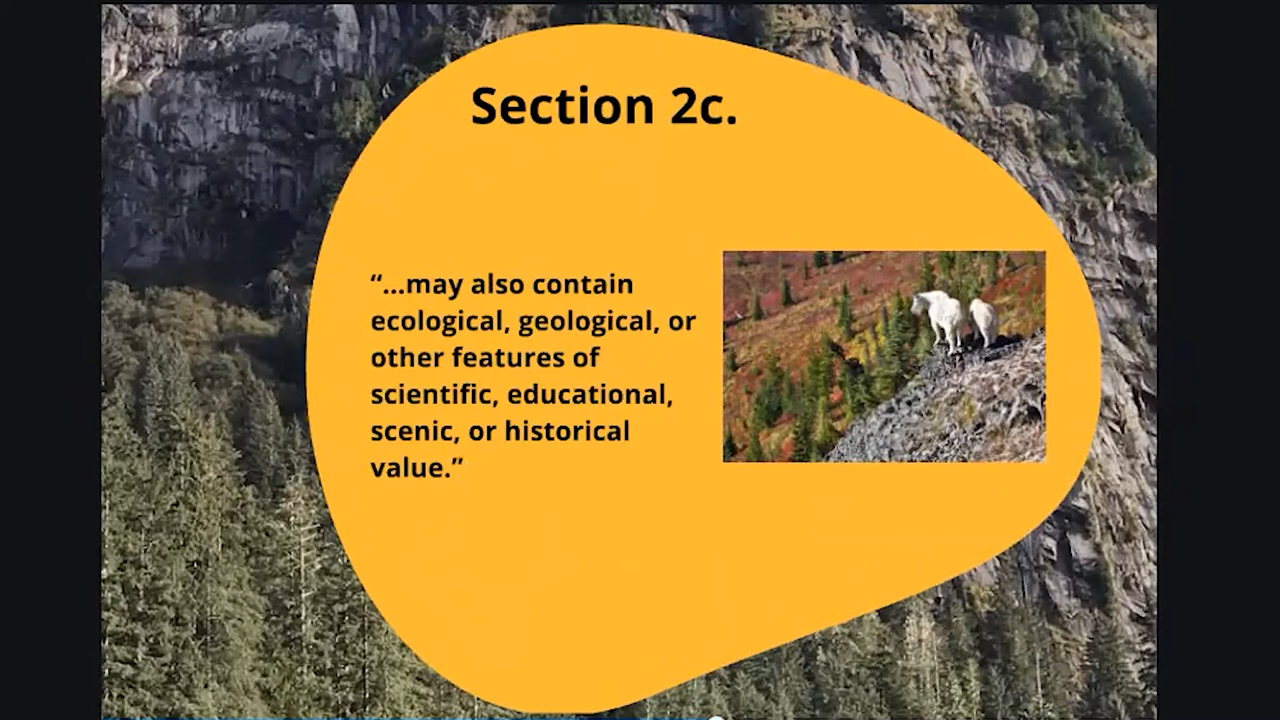 Section 2c.
“...may also contain
ecological, geological, or
other features of
scientific, educational,
scenic, or historical
value.”